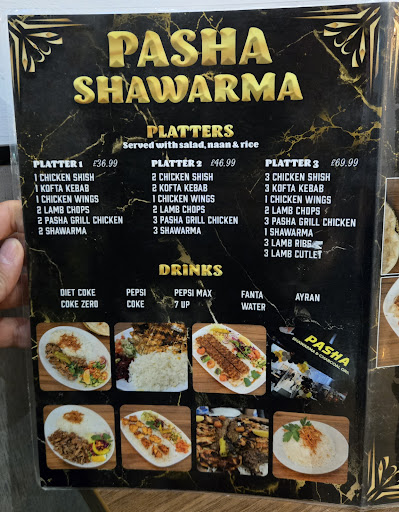 PASHA
SHAWARMA
PLATTERS
Served with salad, naan & rice
PLATTER 1 £36.99
1 CHICKEN SHISH
1 KOFTA KEBAB
1 CHICKEN WINGS
2 LAMB CHOPS
2 PASHA GRILL CHICKEN
2 SHAWARMA
PLATTER 2 £46.99
2 CHICKEN SHISH
2 KOFTA KEBAB
1 CHICKEN WINGS
2 LAMB CHOPS
2 PASHA GRILL CHICKEN
3 SHAWARMA
PLATTER 3 £69.99
3 CHICKEN SHISH
3 KOFTA KEBAB
1 CHICKEN WINGS
2 LAMB CHOPS
3 PASHA GRILL CHICKEN
1 SHAWARMA
3 LAMB RIBS
3 LAMB CUTLET
DRINKS
DIET COKE
COKE ZERO
PEPSI
COKE
PEPSI MAX
7 UP
FANTA
WATER
AYRAN
PASHA
SHAWARMA & CHARCOAL GRILL